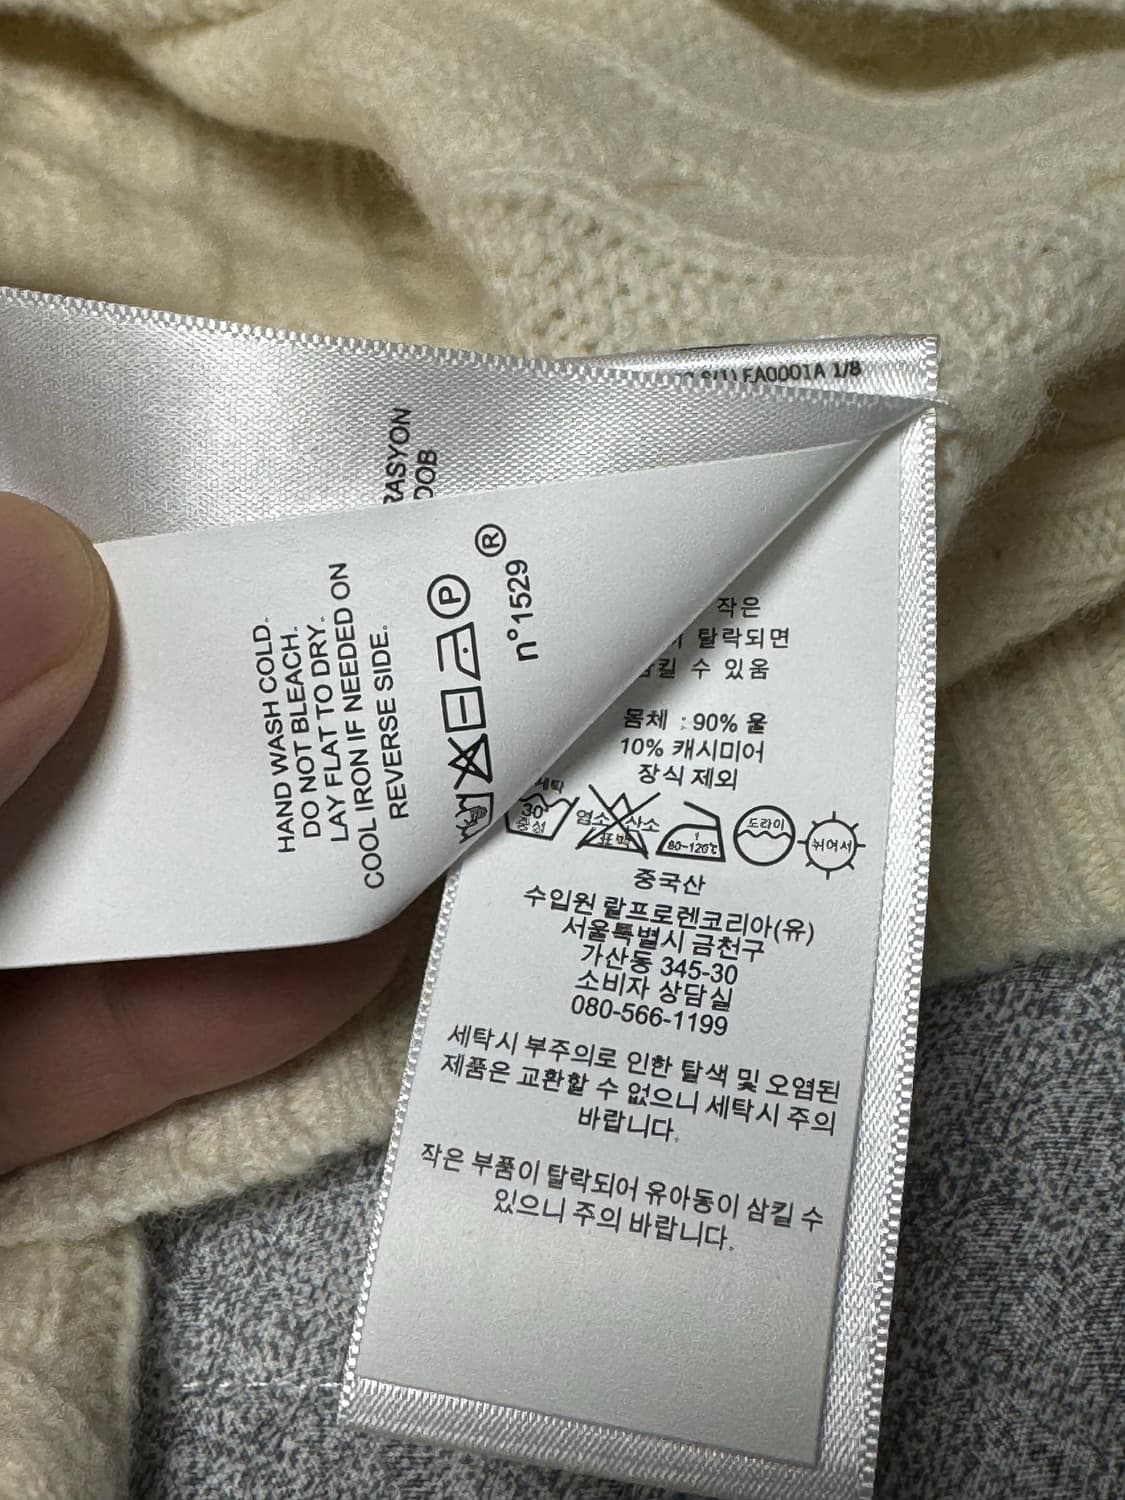 EA0001A 1/8
HAND WASH COLD.
DO NOT BLEACH.
LAY FLAT TO DRY.
COOL IRON IF NEEDED ON
REVERSE SIDE.
P
®
n°1529
작은
탈락되면
수 있음
몸체 : 90% 울
10% 캐시미어
장식 제외
세탁
30°
중성
염소 산소
표백
80~120℃
도라이
뉘어서
중국산
수입원 랄프로렌코리아(유)
서울특별시 금천구
가산동 345-30
소비자 상담실
080-566-1199
세탁시 부주의로 인한 탈색 및 오염된
제품은 교환할 수 없으니 세탁시 주의
바랍니다.
작은 부품이 탈락되어 유아동이 삼킬 수
있으니 주의 바랍니다.